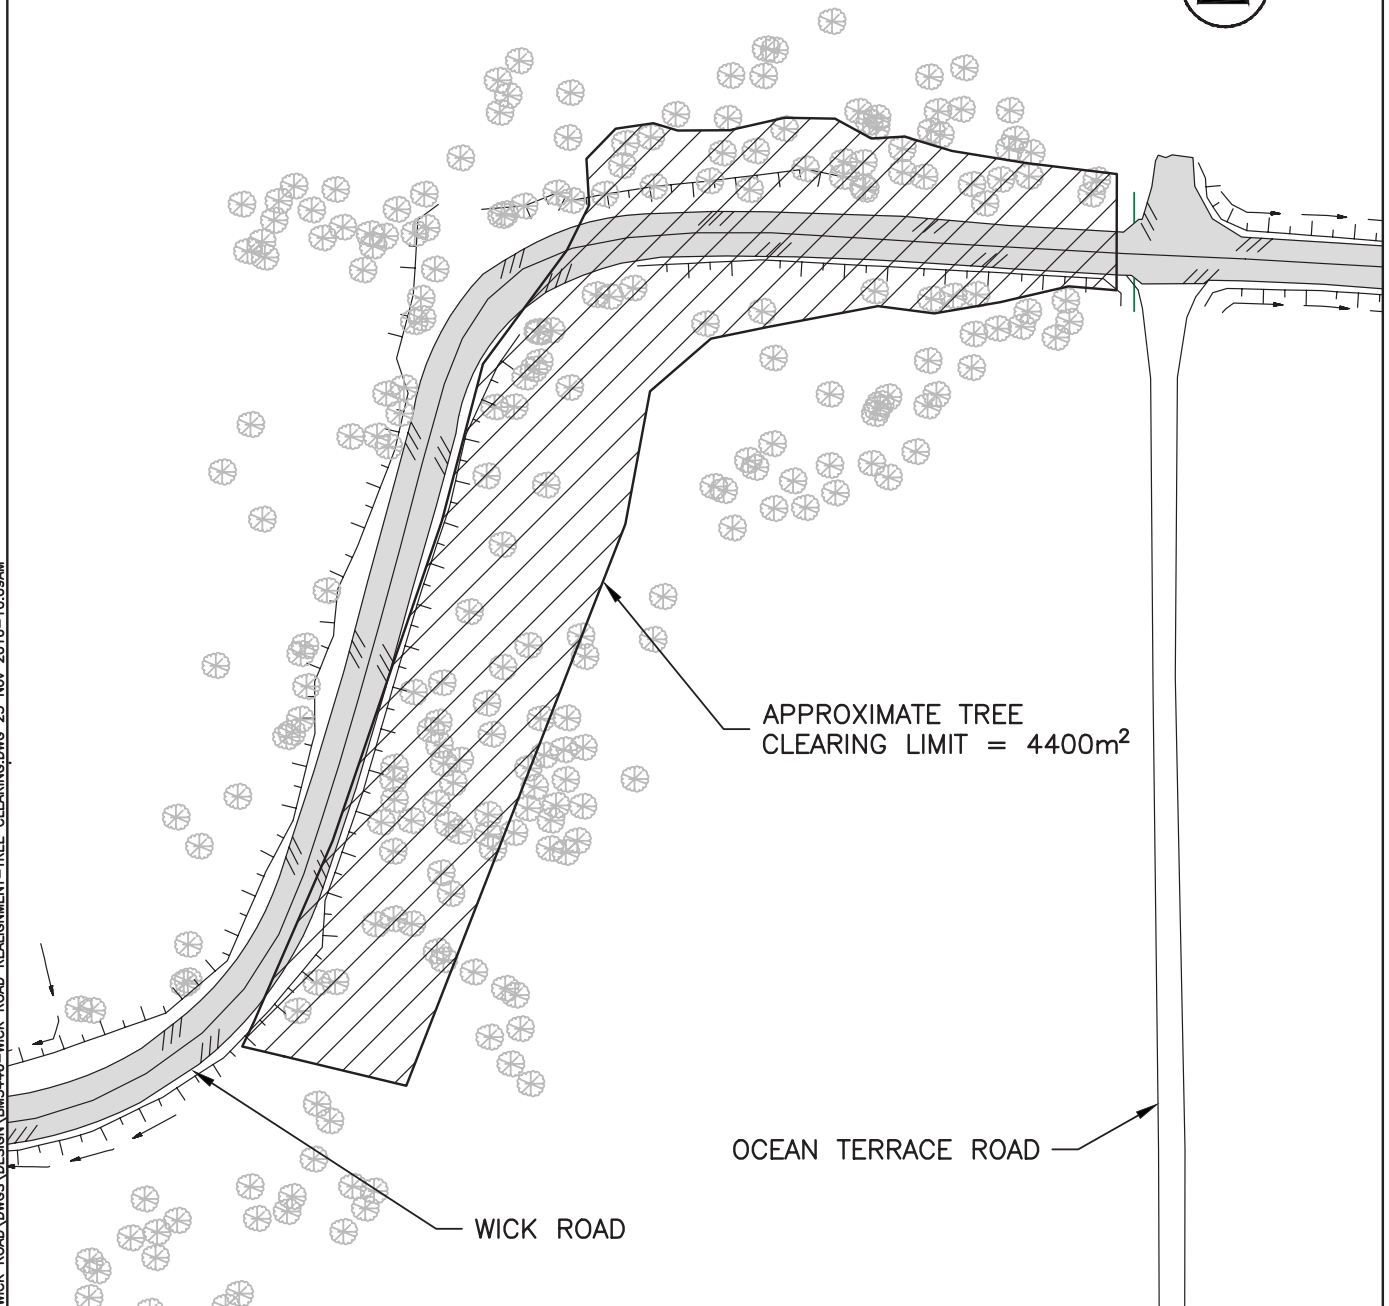 APPROXIMATE TREE
CLEARING LIMIT = 4400m²
OCEAN TERRACE ROAD
WICK ROAD